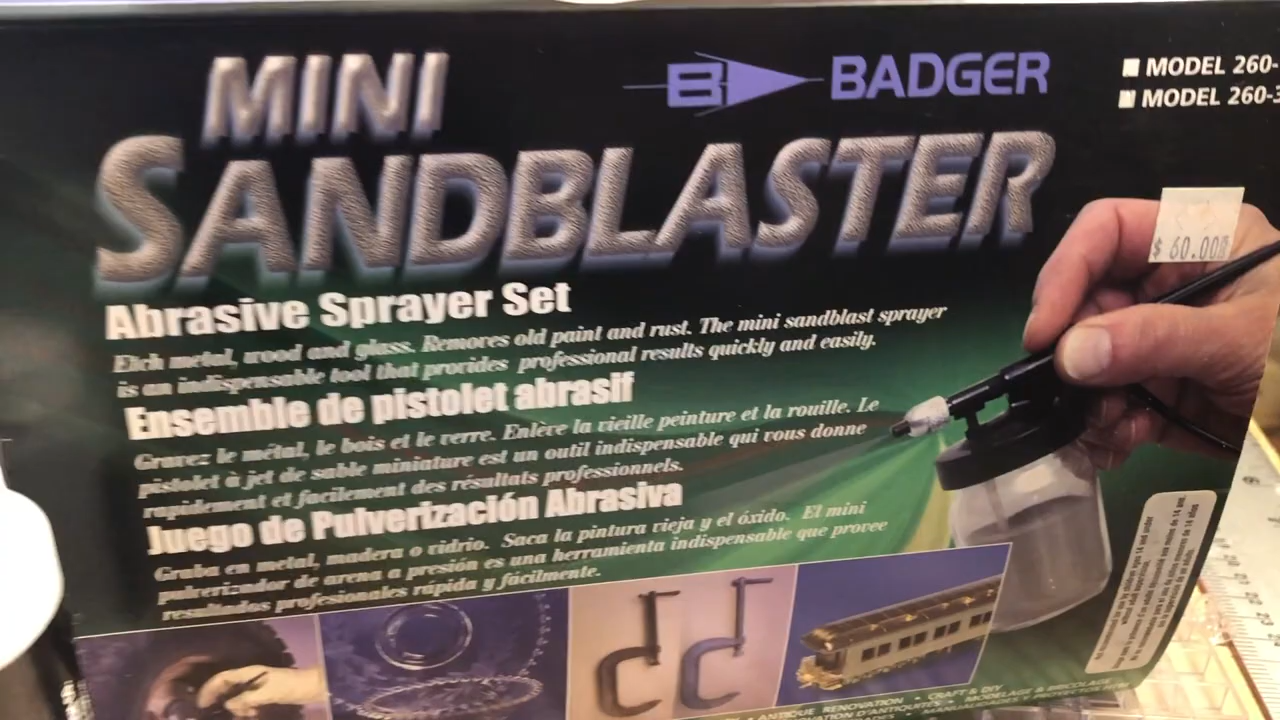 MINI
SANDBLASTER
B BADGER
MODEL 260-
MODEL 260-3
$ 60.00
Abrasive Sprayer Set
Etch metal, wood and glass. Removes old paint and rust. The mini sandblast sprayer
is an indispensable tool that provides professional results quickly and easily.
Ensemble de pistolet abrasif
Gravez le métal, le bois et le verre. Enlève la vieille peinture et la rouille. Le
pistolet à jet de sable miniature est un outil indispensable qui vous donne
rapidement et facilement des résultats professionnels.
Juego de Pulverización Abrasiva
Graba en metal, madera o vidrio. Saca la pintura vieja y el óxido. El mini
pulverizador de arena a presión es una herramienta indispensable que provee
resultados profesionales rápida y fácilmente.
• ANTIQUE RENOVATION • CRAFT & DIY
D'ANTIQUITÉS • MODELAGE & BRICOLAGE